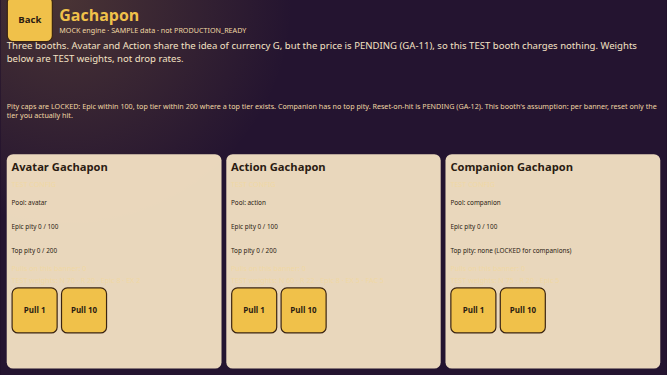 Back
Gachapon
MOCK engine · SAMPLE data · not PRODUCTION_READY
Three booths. Avatar and Action share the idea of currency G, but the price is PENDING (GA-11), so this TEST booth charges nothing. Weights
below are TEST weights, not drop rates.
Pity caps are LOCKED: Epic within 100, top tier within 200 where a top tier exists. Companion has no top pity. Reset-on-hit is PENDING (GA-12). This booth's assumption: per banner, reset only the
tier you actually hit.
Avatar Gachapon
Pool: avatar
Epic pity 0 / 100
Top pity 0 / 200
Pull 1
Pull 10
Action Gachapon
Pool: action
Epic pity 0 / 100
Top pity 0 / 200
Pull 1
Pull 10
Companion Gachapon
Pool: companion
Epic pity 0 / 100
Top pity: none (LOCKED for companions)
Pull 1
Pull 10